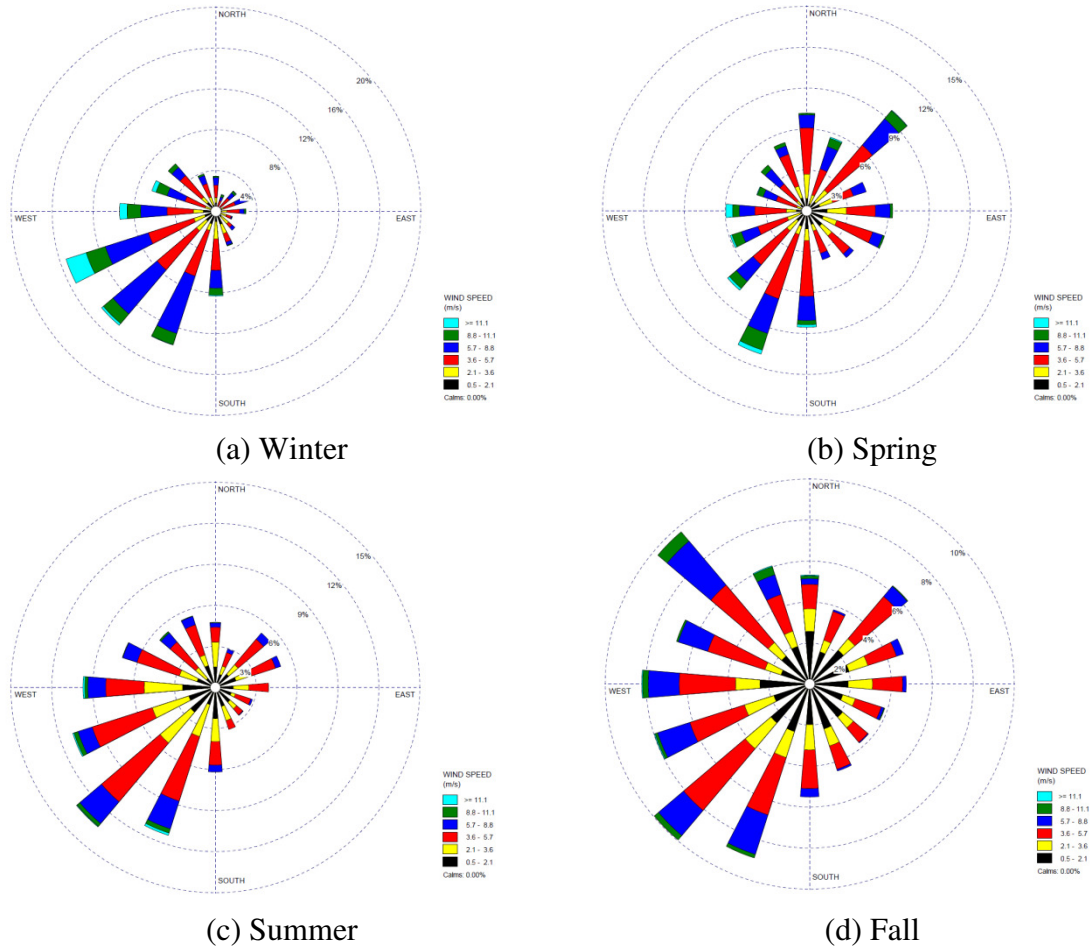 NORTH
20%
16%
12%
8%
4%
WEST
EAST
SOUTH
WIND SPEED
(m/s)
>= 11.1
8.8 - 11.1
5.7 - 8.8
3.6 - 5.7
2.1 - 3.6
0.5 - 2.1
Calms: 0.00%
(a) Winter
NORTH
15%
12%
9%
6%
3%
WEST
EAST
SOUTH
WIND SPEED
(m/s)
>= 11.1
8.8 - 11.1
5.7 - 8.8
3.6 - 5.7
2.1 - 3.6
0.5 - 2.1
Calms: 0.00%
(b) Spring
NORTH
15%
12%
9%
6%
3%
WEST
EAST
SOUTH
WIND SPEED
(m/s)
>= 11.1
8.8 - 11.1
5.7 - 8.8
3.6 - 5.7
2.1 - 3.6
0.5 - 2.1
Calms: 0.00%
(c) Summer
NORTH
10%
8%
6%
4%
2%
WEST
EAST
SOUTH
WIND SPEED
(m/s)
>= 11.1
8.8 - 11.1
5.7 - 8.8
3.6 - 5.7
2.1 - 3.6
0.5 - 2.1
Calms: 0.00%
(d) Fall